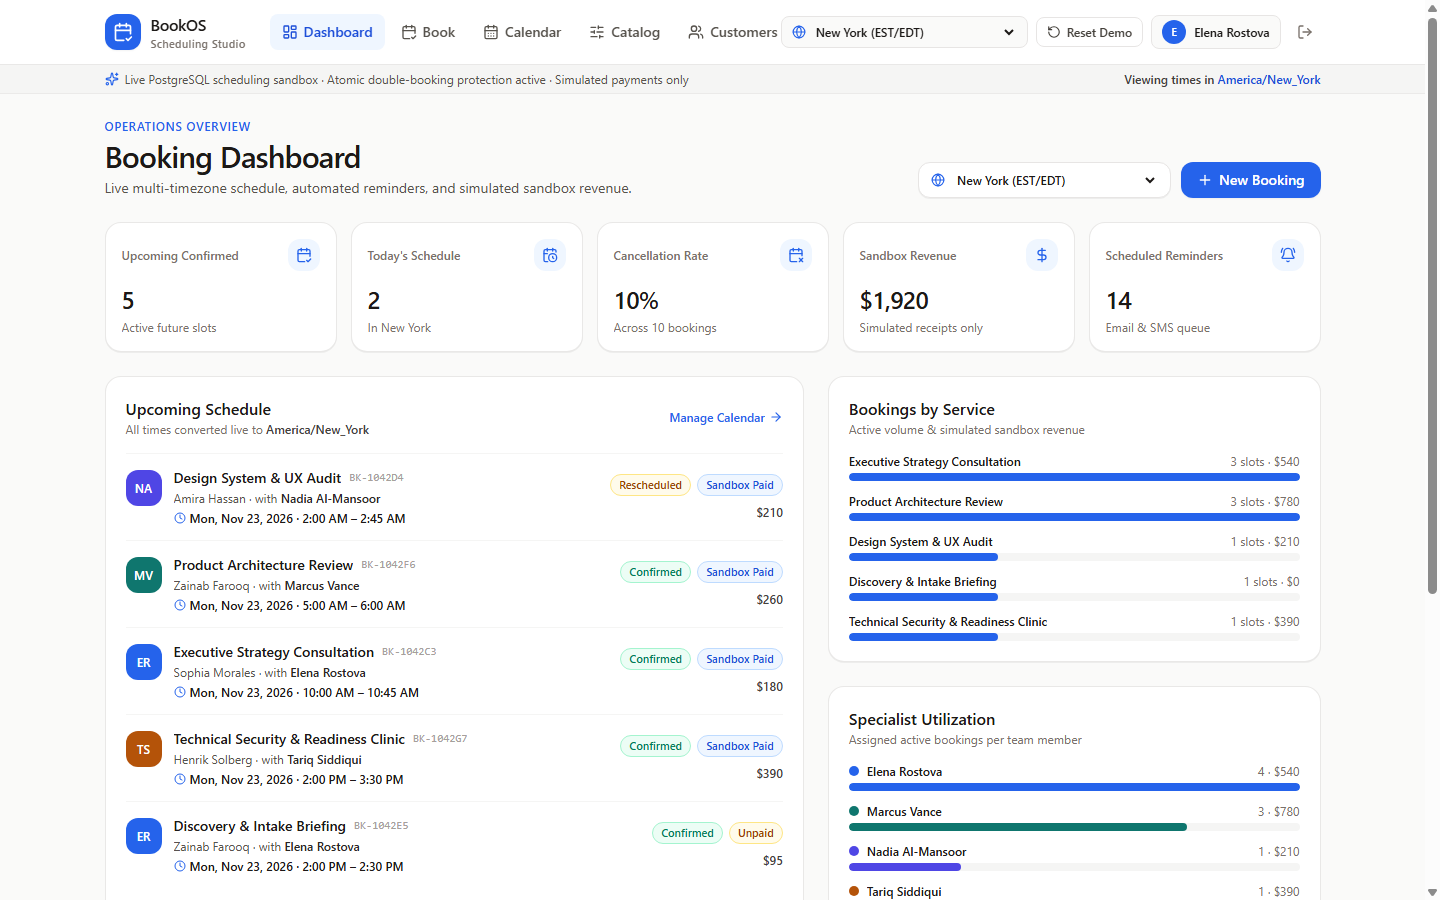 BookOS
Scheduling Studio
Dashboard
Book
Calendar
Catalog
Customers
New York (EST/EDT)
Reset Demo
E
Elena Rostova
Live PostgreSQL scheduling sandbox · Atomic double-booking protection active · Simulated payments only
Viewing times in America/New_York
OPERATIONS OVERVIEW
Booking Dashboard
Live multi-timezone schedule, automated reminders, and simulated sandbox revenue.
New York (EST/EDT)
New Booking
Upcoming Confirmed
5
Active future slots
Today's Schedule
2
In New York
Cancellation Rate
10%
Across 10 bookings
Sandbox Revenue
$1,920
Simulated receipts only
Scheduled Reminders
14
Email & SMS queue
Upcoming Schedule
All times converted live to America/New_York
Manage Calendar
NA
Design System & UX Audit BK-1042D4
Amira Hassan · with Nadia Al-Mansoor
Mon, Nov 23, 2026 · 2:00 AM – 2:45 AM
Rescheduled
Sandbox Paid
$210
MV
Product Architecture Review BK-1042F6
Zainab Farooq · with Marcus Vance
Mon, Nov 23, 2026 · 5:00 AM – 6:00 AM
Confirmed
Sandbox Paid
$260
ER
Executive Strategy Consultation BK-1042C3
Sophia Morales · with Elena Rostova
Mon, Nov 23, 2026 · 10:00 AM – 10:45 AM
Confirmed
Sandbox Paid
$180
TS
Technical Security & Readiness Clinic BK-1042G7
Henrik Solberg · with Tariq Siddiqui
Mon, Nov 23, 2026 · 2:00 PM – 3:30 PM
Confirmed
Sandbox Paid
$390
ER
Discovery & Intake Briefing BK-1042E5
Zainab Farooq · with Elena Rostova
Mon, Nov 23, 2026 · 2:00 PM – 2:30 PM
Confirmed
Unpaid
$95
Bookings by Service
Active volume & simulated sandbox revenue
Executive Strategy Consultation 3 slots · $540
Product Architecture Review 3 slots · $780
Design System & UX Audit 1 slots · $210
Discovery & Intake Briefing 1 slots · $0
Technical Security & Readiness Clinic 1 slots · $390
Specialist Utilization
Assigned active bookings per team member
Elena Rostova 4 · $540
Marcus Vance 3 · $780
Nadia Al-Mansoor 1 · $210
Tariq Siddiqui 1 · $390